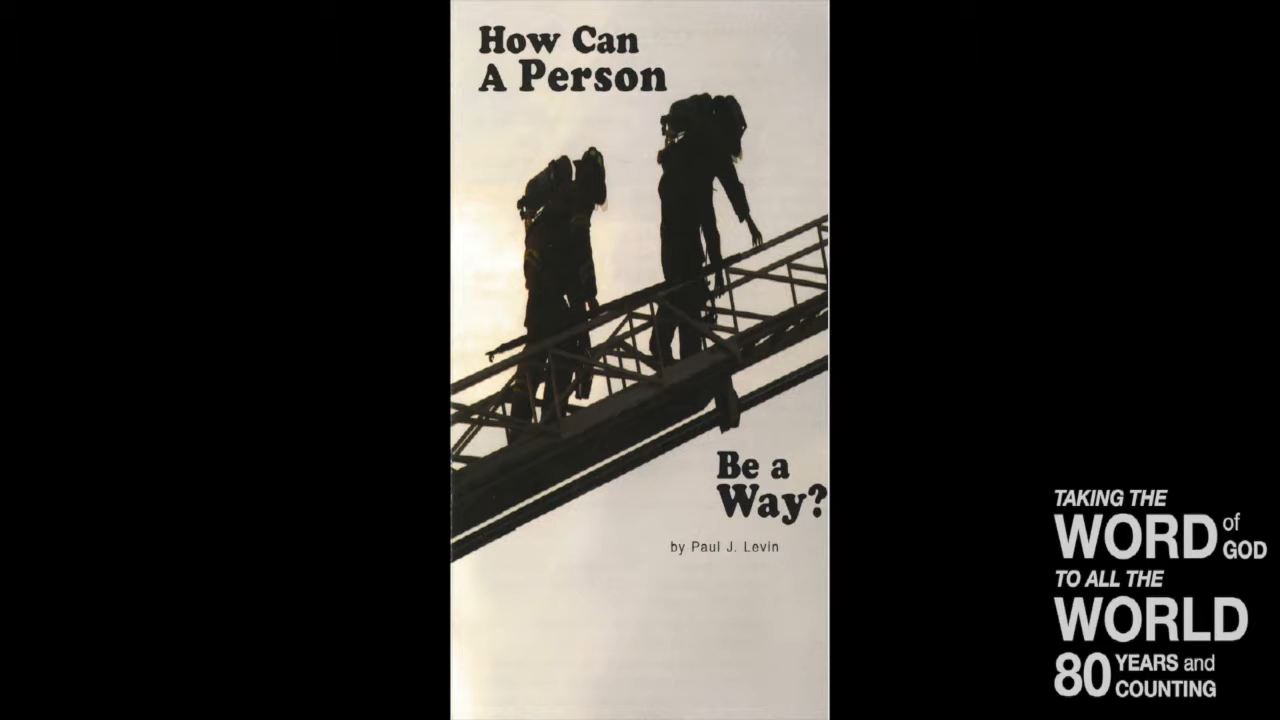 How Can
A Person
Be a
Way?
by Paul J. Levin
TAKING THE
WORD of GOD
TO ALL THE
WORLD
80 YEARS and
COUNTING